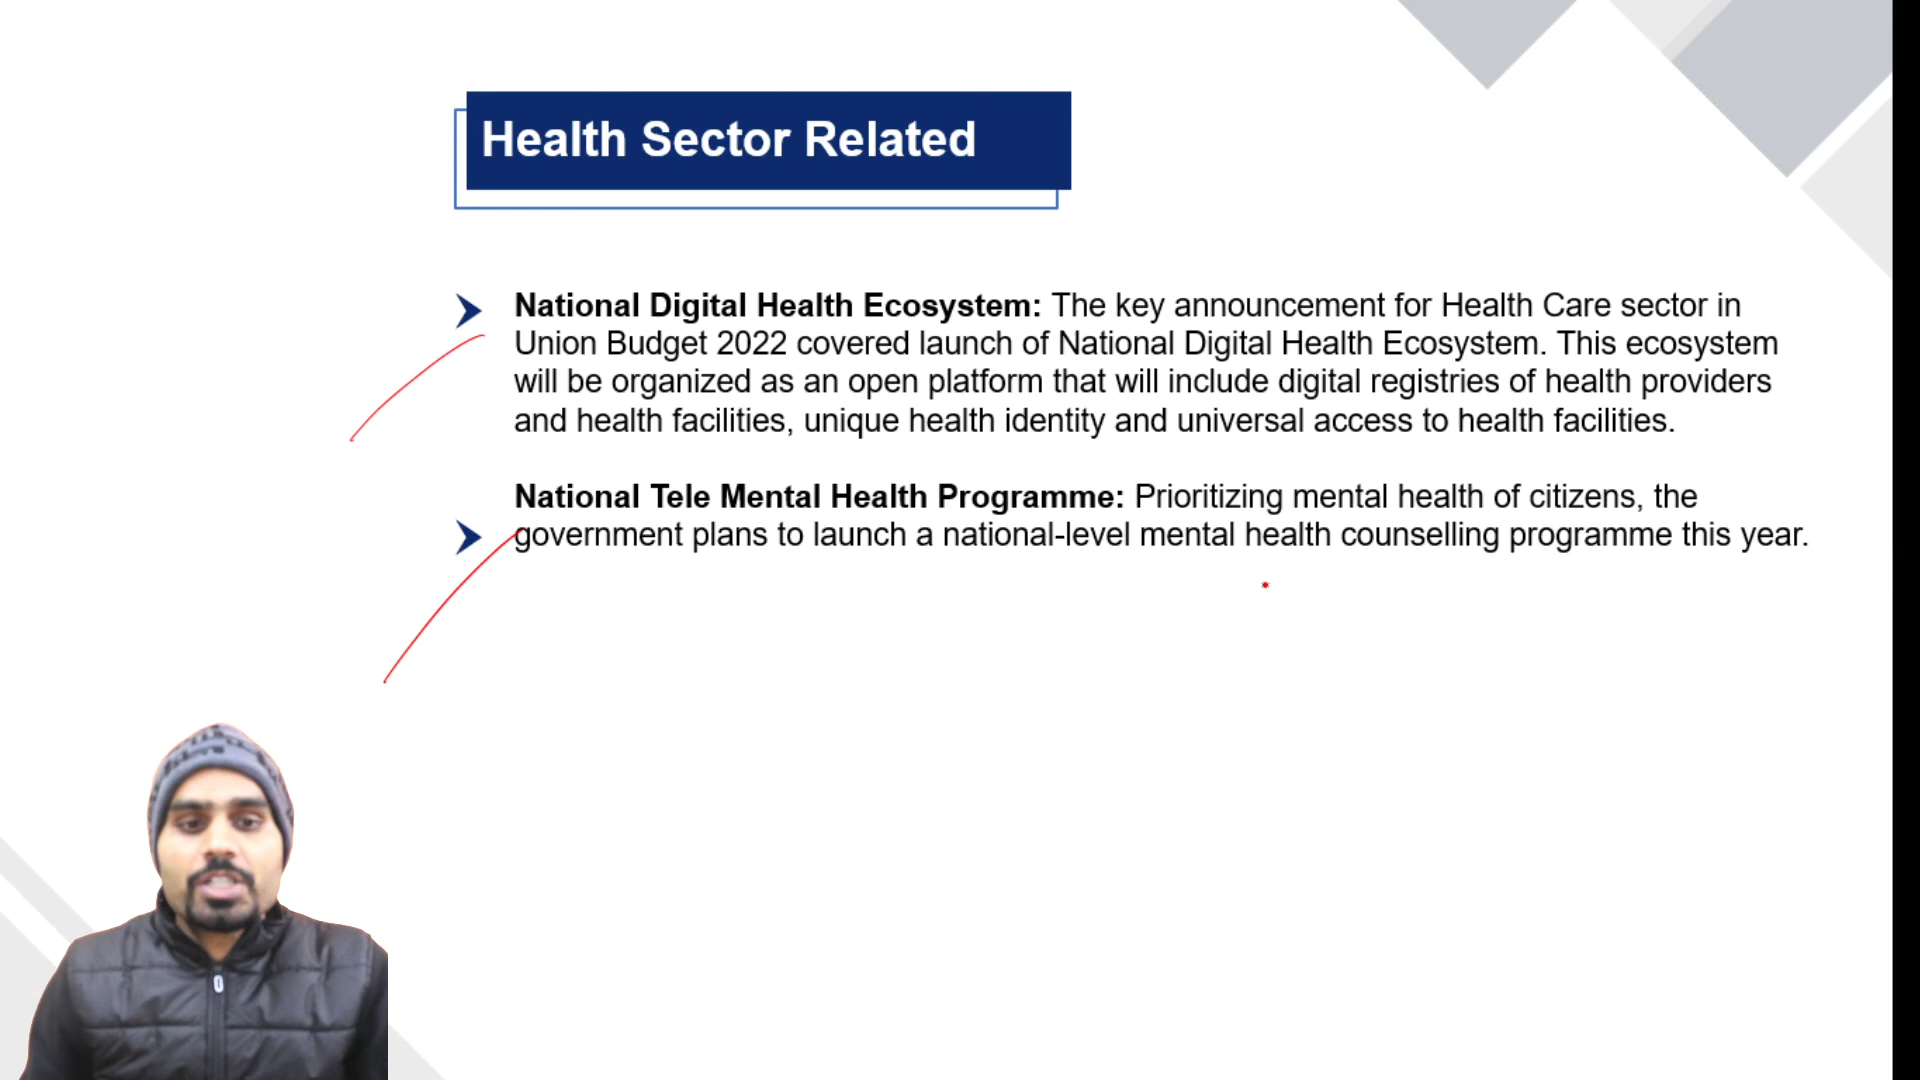 Health Sector Related
National Digital Health Ecosystem: The key announcement for Health Care sector in
Union Budget 2022 covered launch of National Digital Health Ecosystem. This ecosystem
will be organized as an open platform that will include digital registries of health providers
and health facilities, unique health identity and universal access to health facilities.
National Tele Mental Health Programme: Prioritizing mental health of citizens, the
government plans to launch a national-level mental health counselling programme this year.